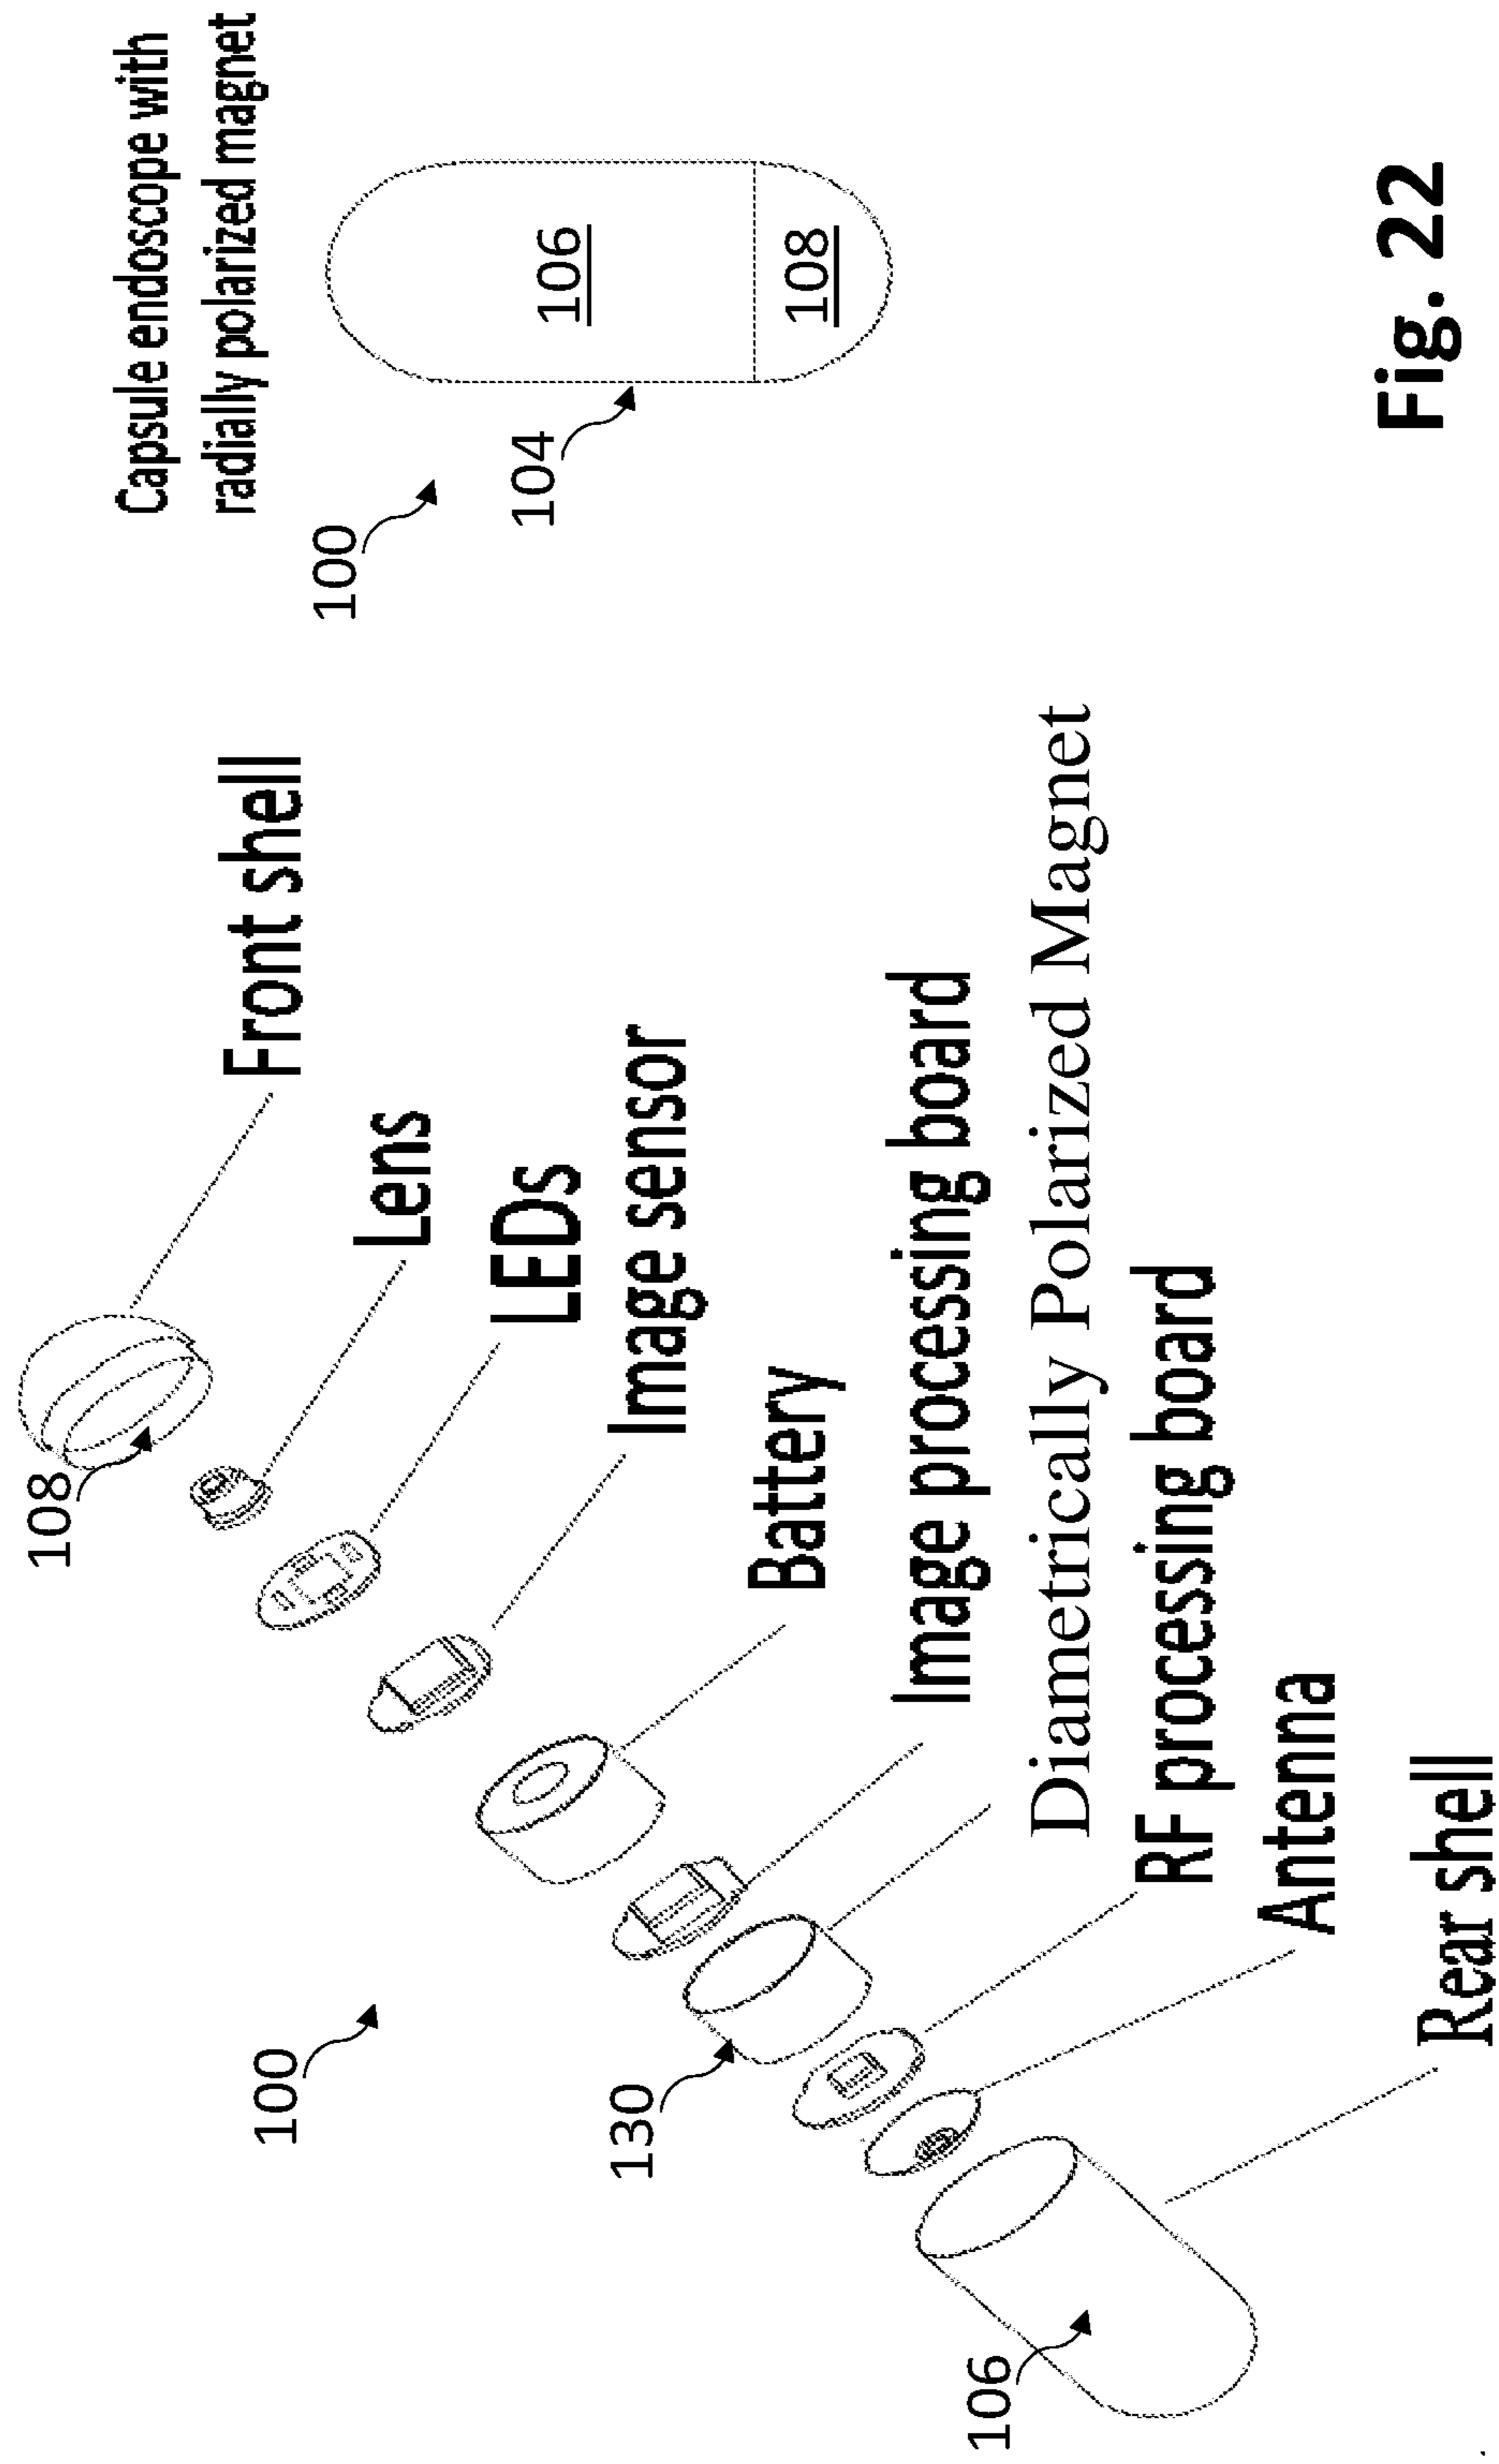 Capsule endoscope with
radially polarized magnet
100
104
106
108
108
Front shell
Lens
LEDs
Image sensor
100
Battery
Image processing board
130
Diametrically Polarized Magnet
RF processing board
Antenna
106
Rear shell
Fig. 22